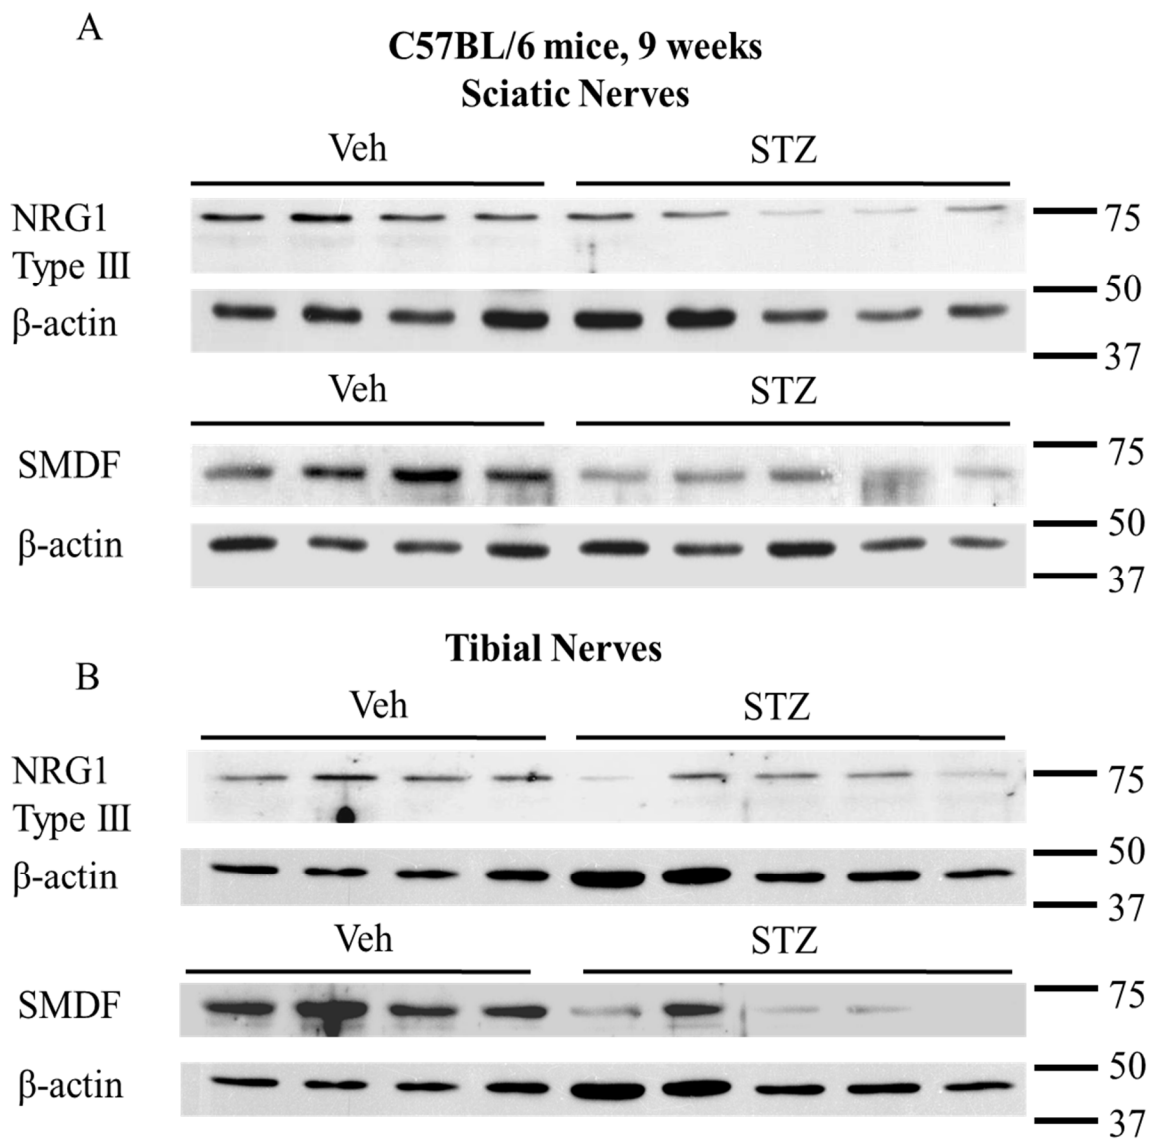 A
C57BL/6 mice, 9 weeks
Sciatic Nerves
Veh STZ
NRG1
Type III
75
β-actin
50
37
Veh STZ
SMDF
75
β-actin
50
37
Tibial Nerves
B
Veh STZ
NRG1
Type III
75
β-actin
50
37
Veh STZ
SMDF
75
β-actin
50
37